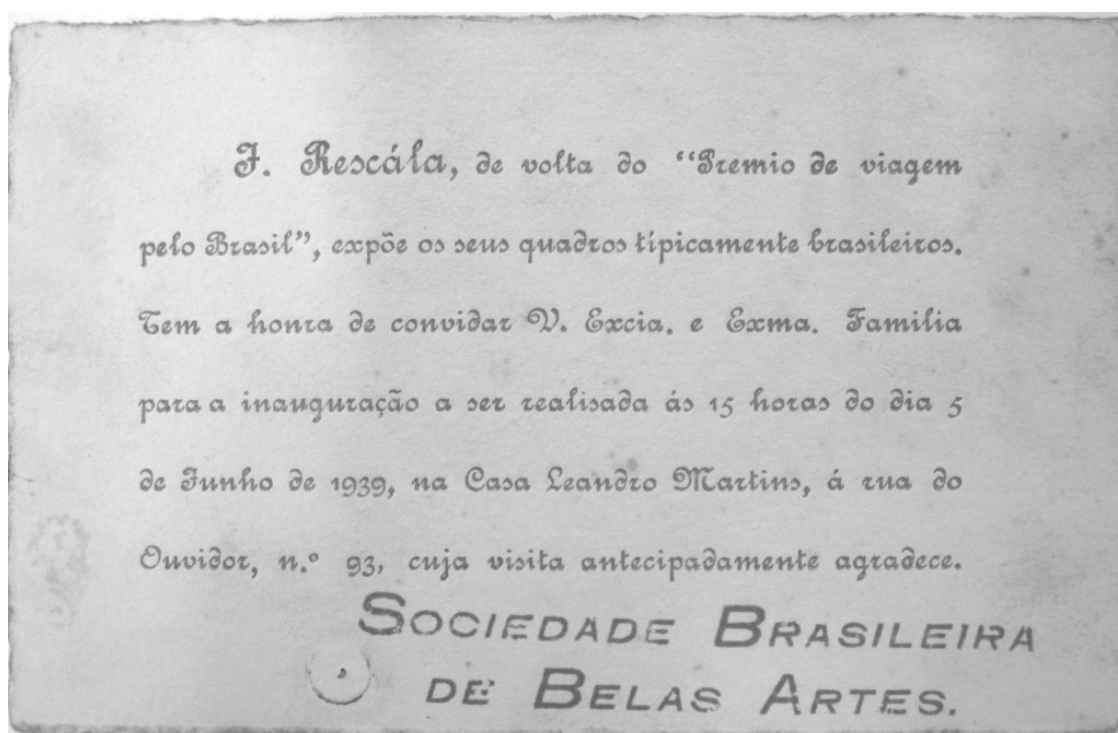 J. Rescála, de volta do “Premio de viagem
pelo Brasil”, expõe os seus quadros típicamente brasileiros.
Tem a honra de convidar V. Excia. e Exma. Familia
para a inauguração a ser realisada ás 15 horas do dia 5
de Junho de 1939, na Casa Leandro Martins, á rua do
Ouvidor, n.º 93, cuja visita antecipadamente agradece.
SOCIEDADE BRASILEIRA
DE BELAS ARTES.